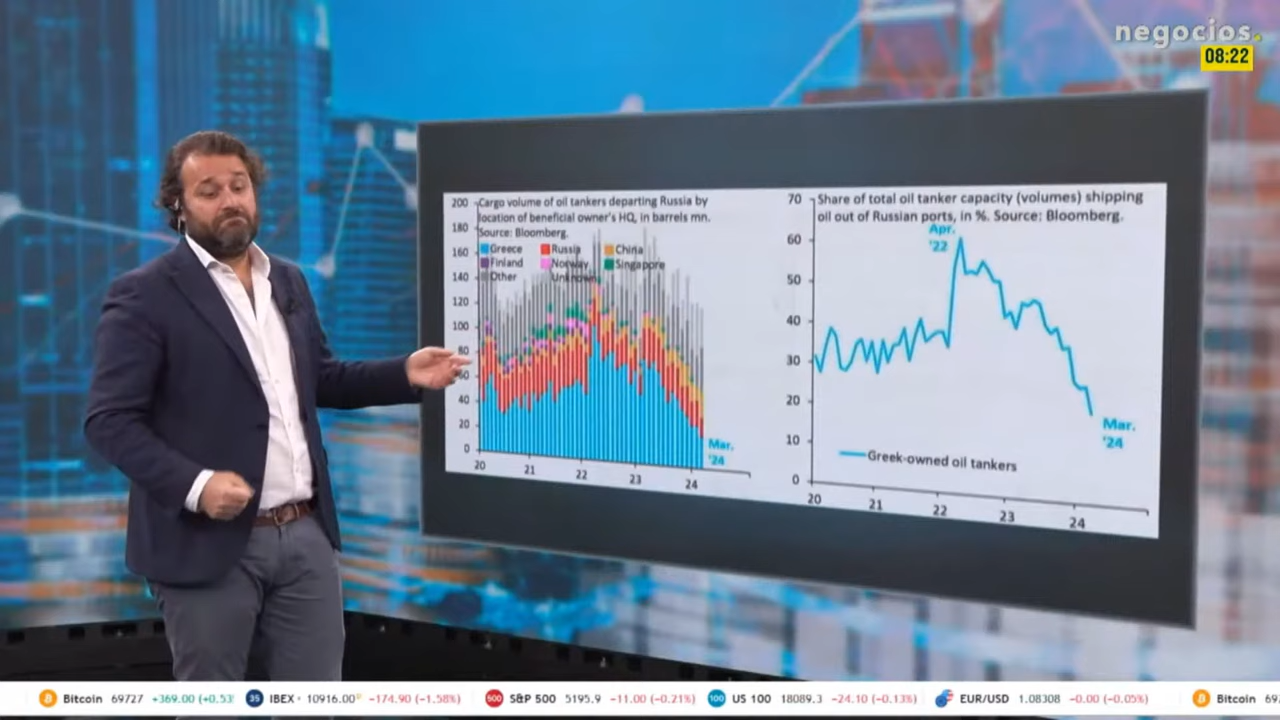 negocios.
08:22
200 Cargo volume of oil tankers departing Russia by
location of beneficial owner's HQ, in barrels mn.
180
Source: Bloomberg.
160
Greece Russia China
Finland Norway Singapore
140
Other Unknown
120
100
80
60
40
20
0
Mar.
'24
20 21 22 23 24
70 Share of total oil tanker capacity (volumes) shipping
oil out of Russian ports, in %. Source: Bloomberg.
Apr.
'22
60
50
40
30
20
10
0
Mar.
'24
Greek-owned oil tankers
20 21 22 23 24
Bitcoin 69727 +369.00 (+0.53 35 IBEX 10916.00 -174.90 (-1.58%) 500 S&P 500 5195.9 -11.00 (-0.21%) 100 US 100 18089.3 -24.10 (-0.13%) EUR/USD 1.08308 -0.00 (-0.05%) Bitcoin 69